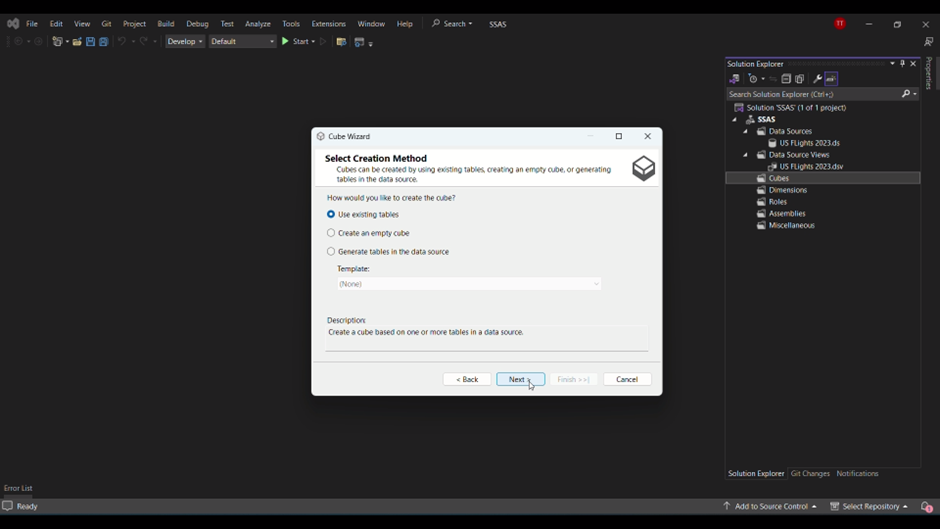 File Edit View Git Project Build Debug Test Analyze Tools Extensions Window Help Search SSAS TT
Develop Default Start
Solution Explorer
Properties
Search Solution Explorer (Ctrl+;)
Solution 'SSAS' (1 of 1 project)
SSAS
Data Sources
US FLights 2023.ds
Data Source Views
US FLights 2023.dsv
Cubes
Dimensions
Roles
Assemblies
Miscellaneous
Cube Wizard
Select Creation Method
Cubes can be created by using existing tables, creating an empty cube, or generating
tables in the data source.
How would you like to create the cube?
Use existing tables
Create an empty cube
Generate tables in the data source
Template:
(None)
Description:
Create a cube based on one or more tables in a data source.
< Back Next > Finish >>| Cancel
Solution Explorer Git Changes Notifications
Error List
Ready Add to Source Control Select Repository 1